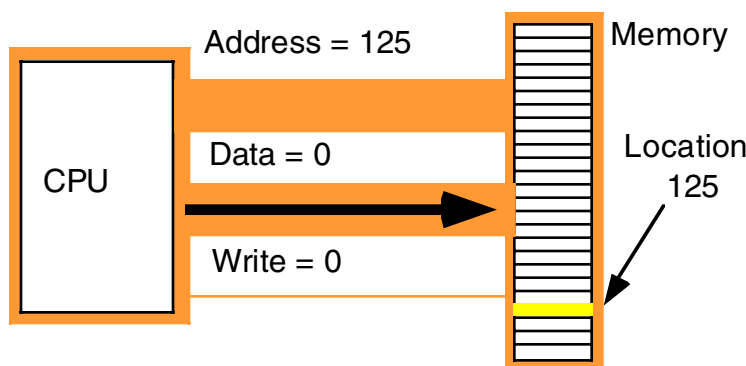 Address = 125
Memory
Data = 0
Location
125
CPU
Write = 0